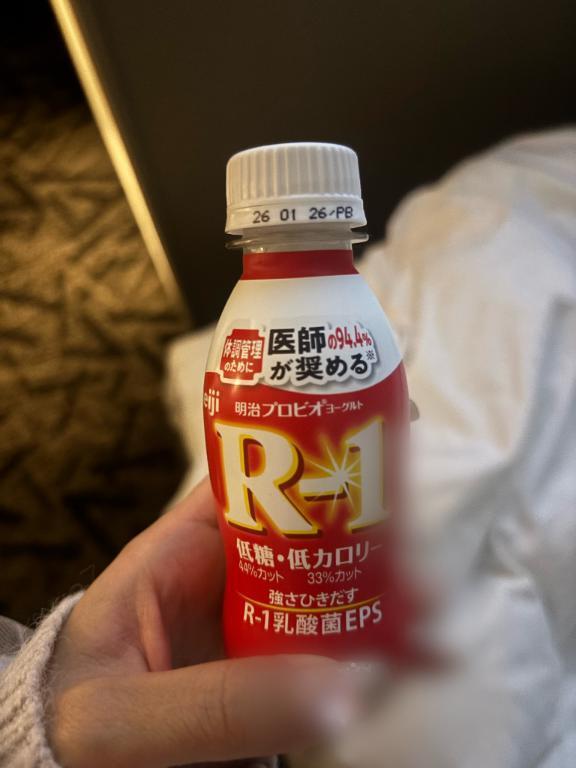 26 01 26/PB
体調管理
のために
医師の94.4%
が奨める※
eiji
明治プロビオヨーグルト
R-1
低糖・低カロリー
44%カット 33%カット
強さひきだす
R-1乳酸菌EPS